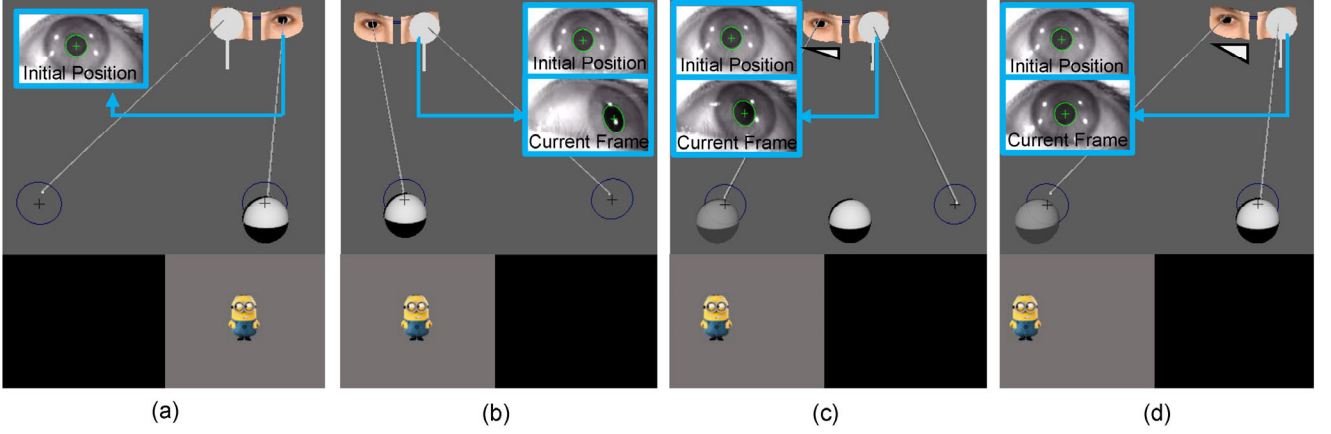 Initial Position
Initial Position
Current Frame
Initial Position
Current Frame
Initial Position
Current Frame
(a)
(b)
(c)
(d)